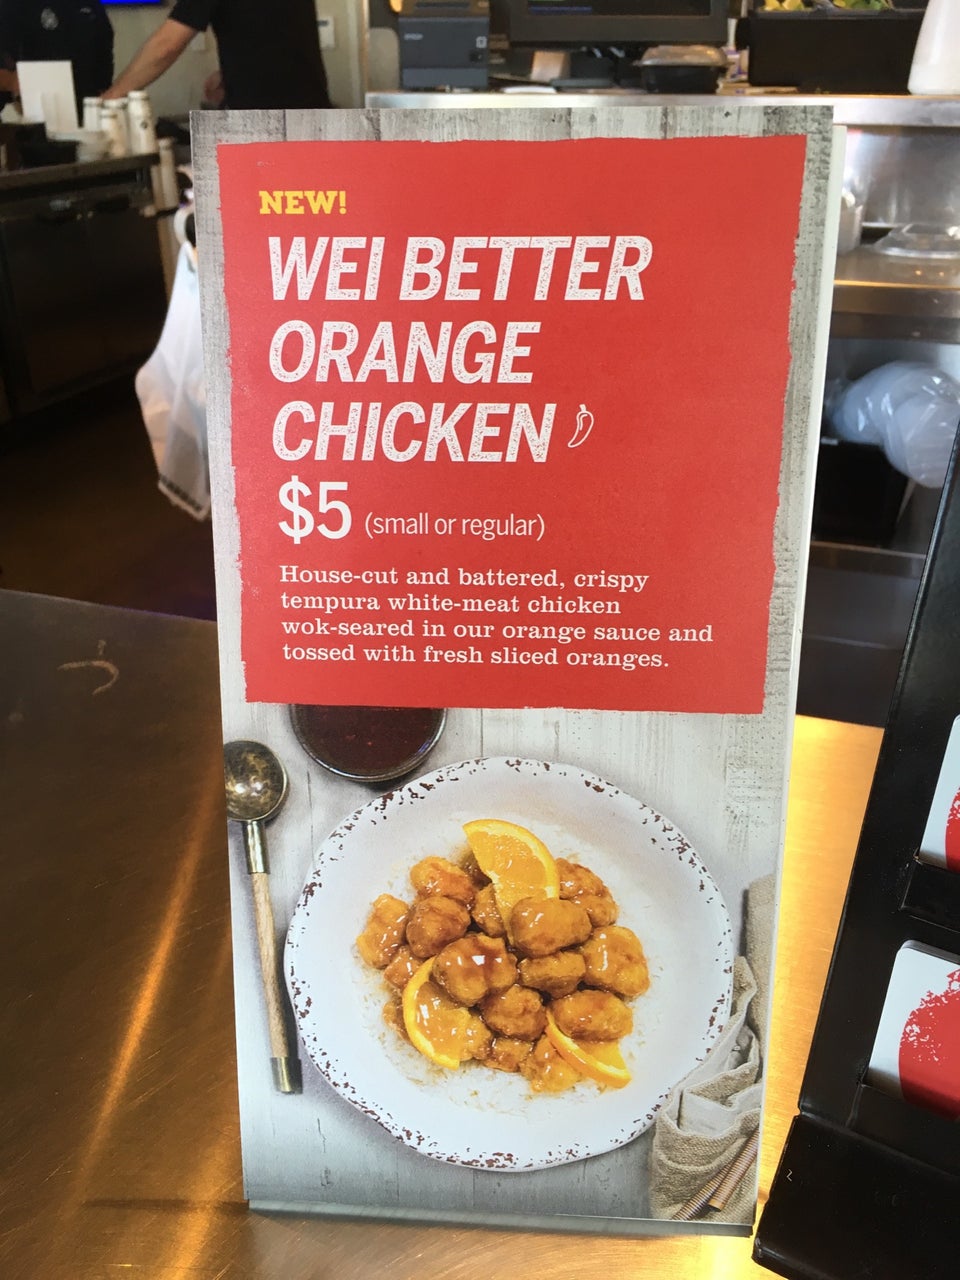 NEW!
WEI BETTER
ORANGE
CHICKEN
$5 (small or regular)
House-cut and battered, crispy
tempura white-meat chicken
wok-seared in our orange sauce and
tossed with fresh sliced oranges.